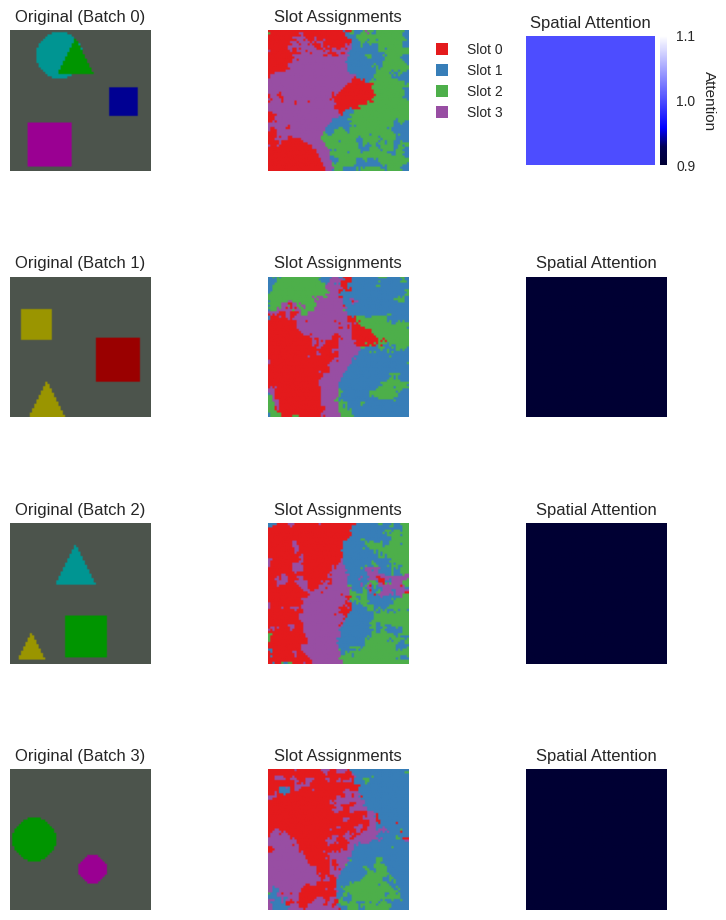 Original (Batch 0)
Slot Assignments
Spatial Attention
Slot 0
Slot 1
Slot 2
Slot 3
1.1
1.0
0.9
Attention
Original (Batch 1)
Slot Assignments
Spatial Attention
Original (Batch 2)
Slot Assignments
Spatial Attention
Original (Batch 3)
Slot Assignments
Spatial Attention